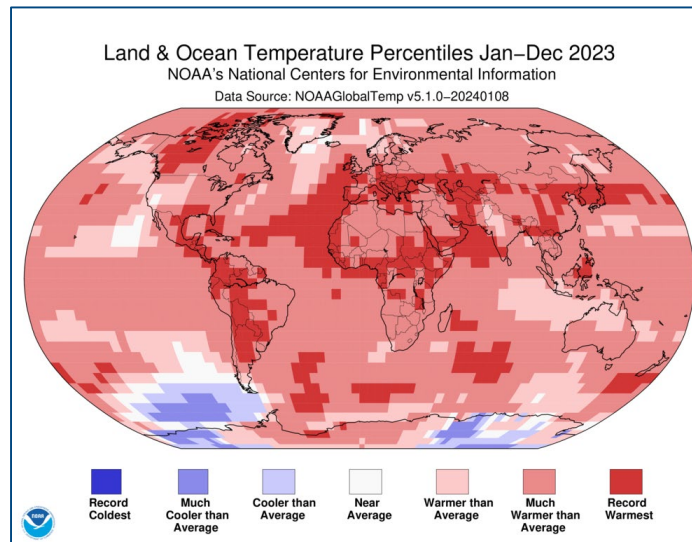 Land & Ocean Temperature Percentiles Jan–Dec 2023
NOAA's National Centers for Environmental Information
Data Source: NOAAGlobalTemp v5.1.0–20240108
Record
Coldest
Much
Cooler than
Average
Cooler than
Average
Near
Average
Warmer than
Average
Much
Warmer than
Average
Record
Warmest
NOAA